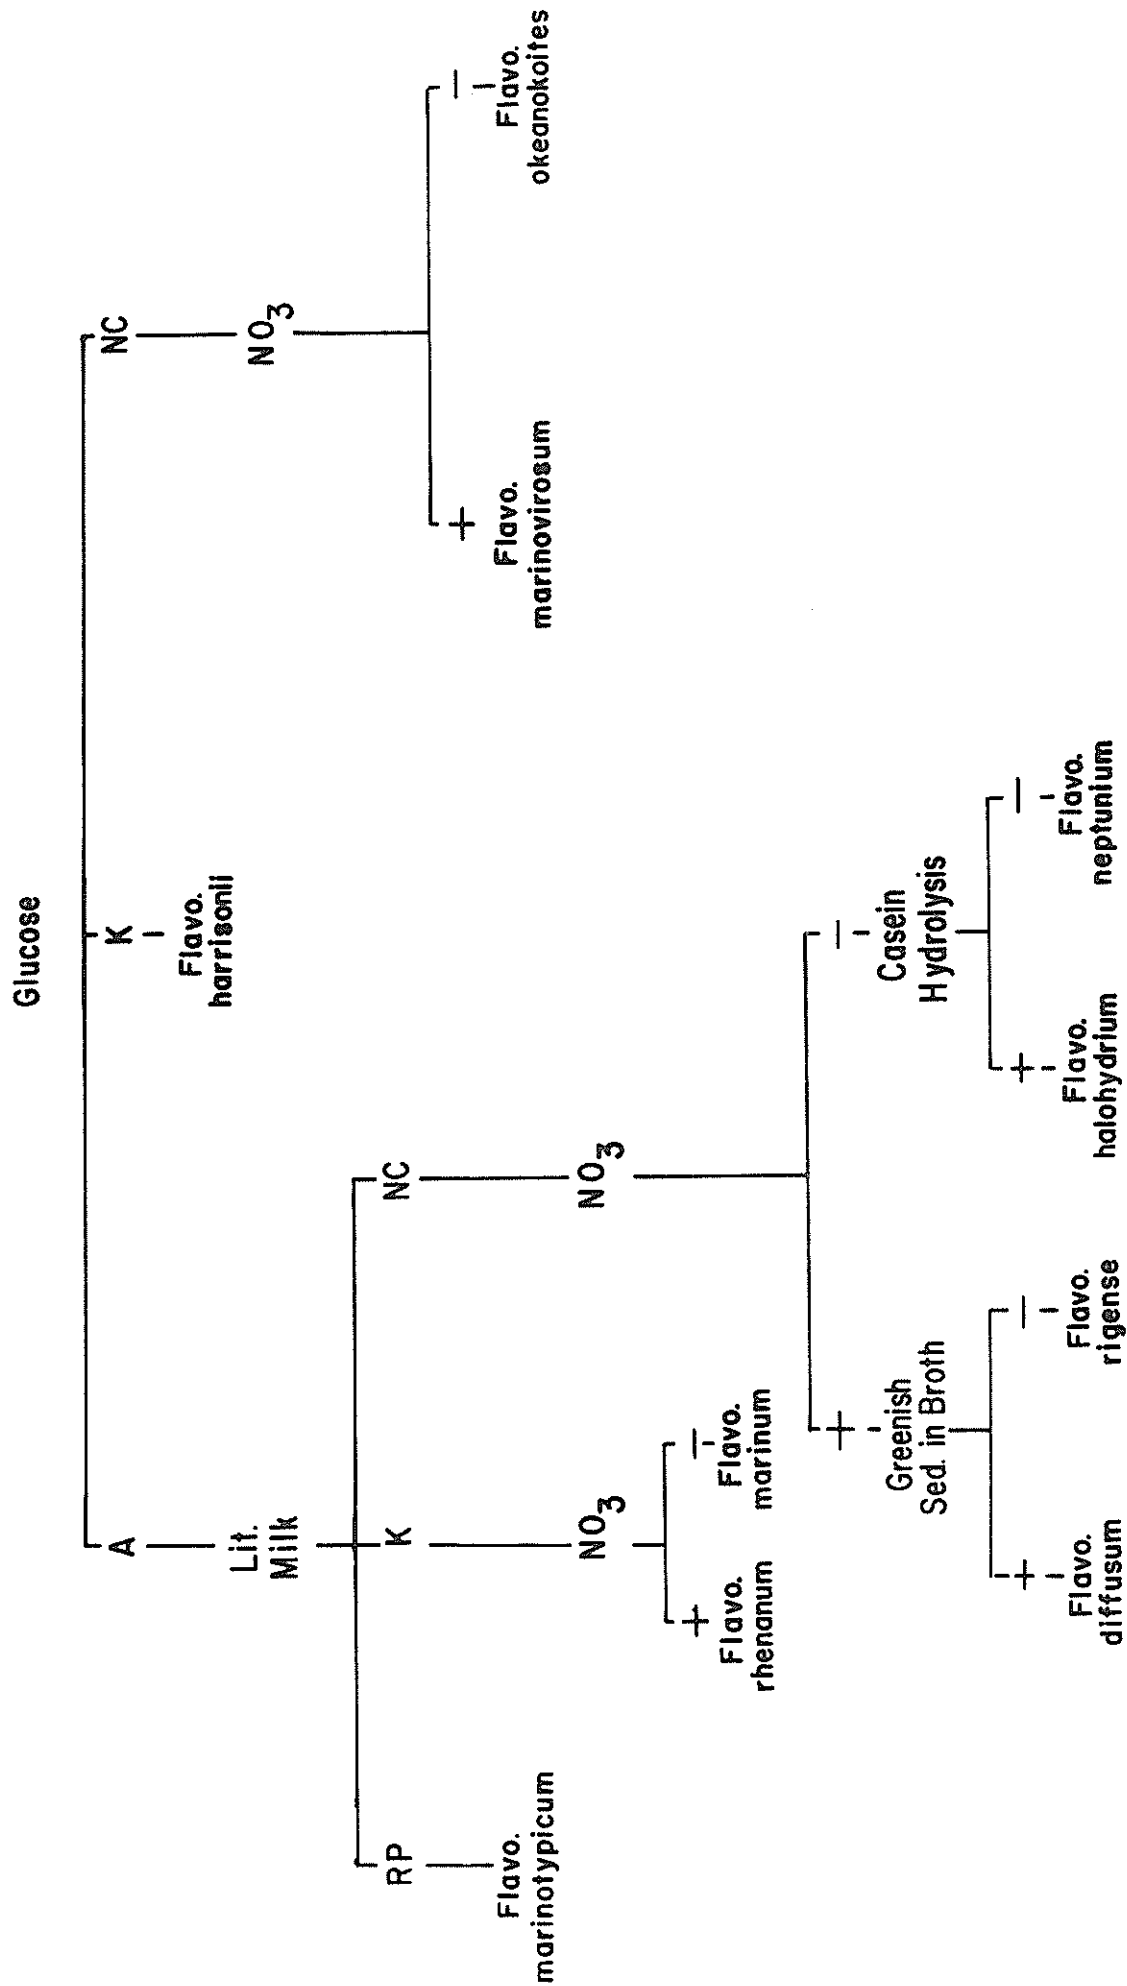 Glucose
A
K
NC
Flavo.
harrisonii
Lit.
Milk
NO3
RP
K
NC
+
−
Flavo.
marinotypicum
Flavo.
marinovirosum
Flavo.
okeanokoites
NO3
NO3
+
−
Flavo.
rhenanum
Flavo.
marinum
+
−
Greenish
Sed. in Broth
Casein
Hydrolysis
+
−
+
−
Flavo.
diffusum
Flavo.
rigense
Flavo.
halohydrium
Flavo.
neptunium